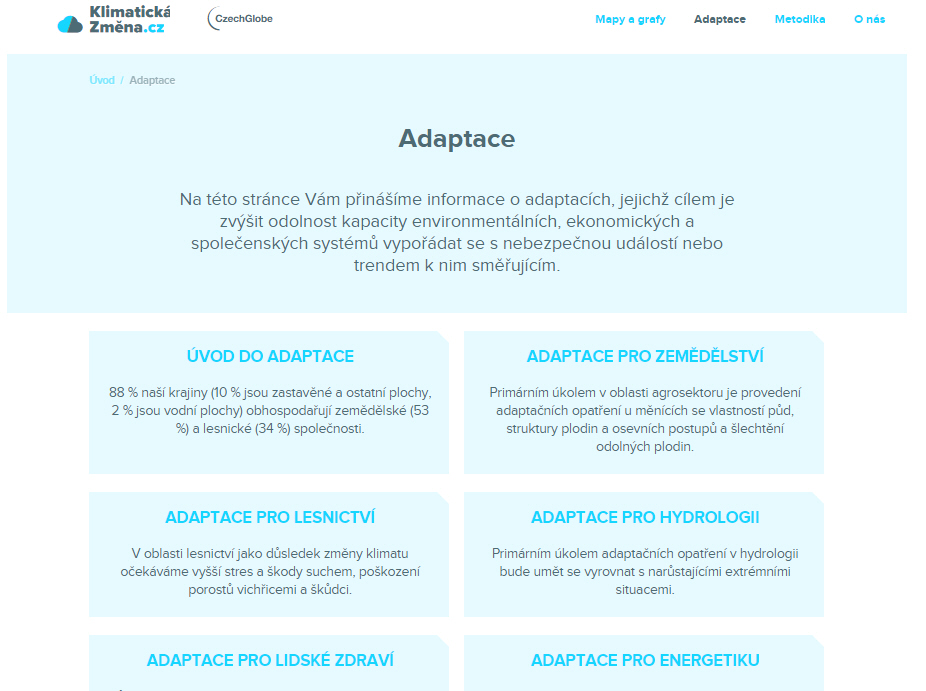 Klimatická
Změna.cz
CzechGlobe
Mapy a grafy
Adaptace
Metodika
O nás
Úvod / Adaptace
Adaptace
Na této stránce Vám přinášíme informace o adaptacích, jejichž cílem je
zvýšit odolnost kapacity environmentálních, ekonomických a
společenských systémů vypořádat se s nebezpečnou událostí nebo
trendem k nim směřujícím.
ÚVOD DO ADAPTACE
88 % naší krajiny (10 % jsou zastavěné a ostatní plochy,
2 % jsou vodní plochy) obhospodařují zemědělské (53
%) a lesnické (34 %) společnosti.
ADAPTACE PRO ZEMĚDĚLSTVÍ
Primárním úkolem v oblasti agrosektoru je provedení
adaptačních opatření u měnících se vlastností půd,
struktury plodin a osevních postupů a šlechtění
odolných plodin.
ADAPTACE PRO LESNICTVÍ
V oblasti lesnictví jako důsledek změny klimatu
očekáváme vyšší stres a škody suchem, poškození
porostů vichřicemi a škůdci.
ADAPTACE PRO HYDROLOGII
Primárním úkolem adaptačních opatření v hydrologii
bude umět se vyrovnat s narůstajícími extrémními
situacemi.
ADAPTACE PRO LIDSKÉ ZDRAVÍ
ADAPTACE PRO ENERGETIKU